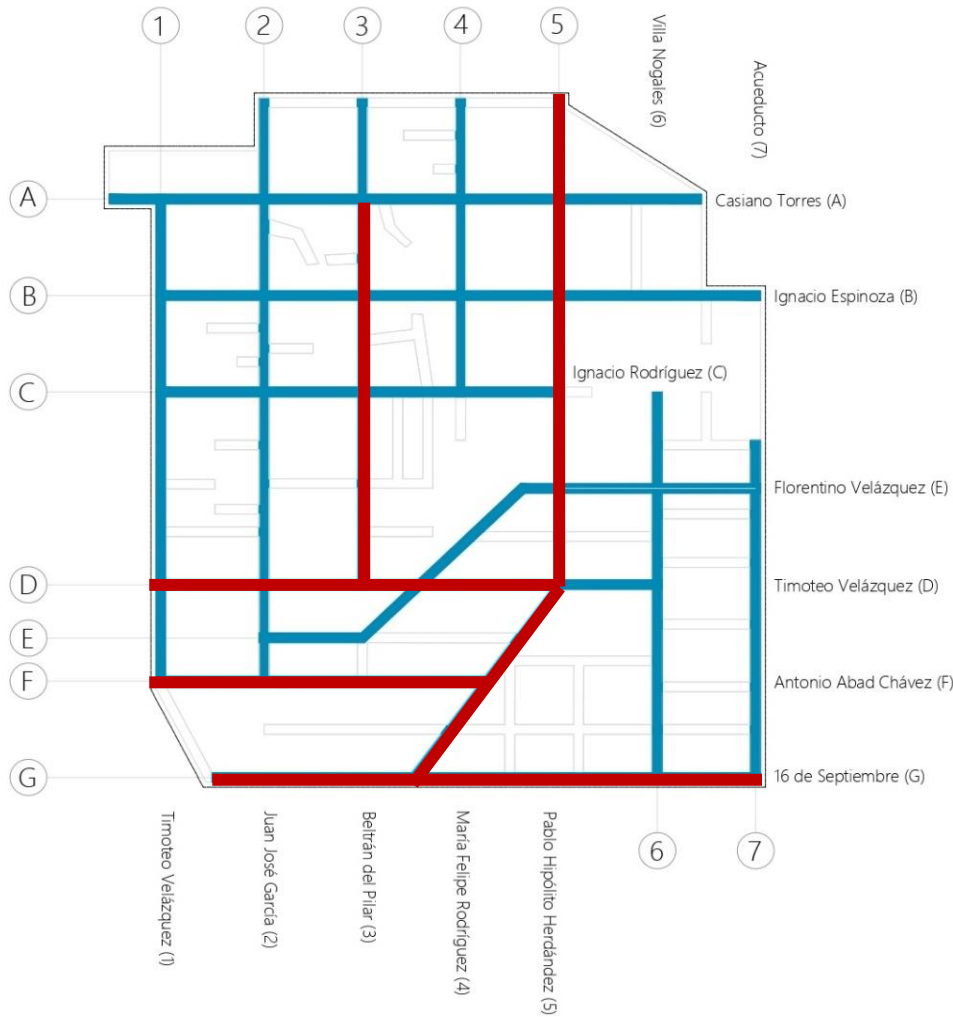 1
2
3
4
5
Villa Nogales (6)
Acueducto (7)
A
Casiano Torres (A)
B
Ignacio Espinoza (B)
Ignacio Rodríguez (C)
C
Florentino Velázquez (E)
D
Timoteo Velázquez (D)
E
F
Antonio Abad Chávez (F)
G
16 de Septiembre (G)
Timoteo Velázquez (1)
Juan José García (2)
Beltrán del Pilar (3)
María Felipe Rodríguez (4)
Pablo Hipólito Herdández (5)
6
7